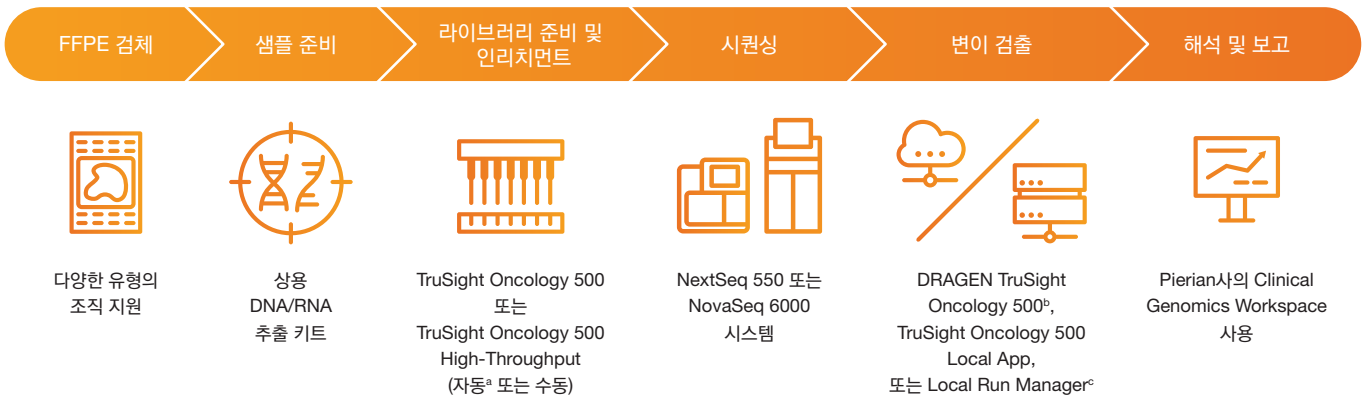 FFPE 검체
샘플 준비
라이브러리 준비 및
인리치먼트
시퀀싱
변이 검출
해석 및 보고
다양한 유형의
조직 지원
상용
DNA/RNA
추출 키트
TruSight Oncology 500
또는
TruSight Oncology 500
High-Throughput
(자동ᵃ 또는 수동)
NextSeq 550 또는
NovaSeq 6000
시스템
DRAGEN TruSight
Oncology 500ᵇ,
TruSight Oncology 500
Local App,
또는 Local Run Managerᶜ
Pierian사의 Clinical
Genomics Workspace
사용